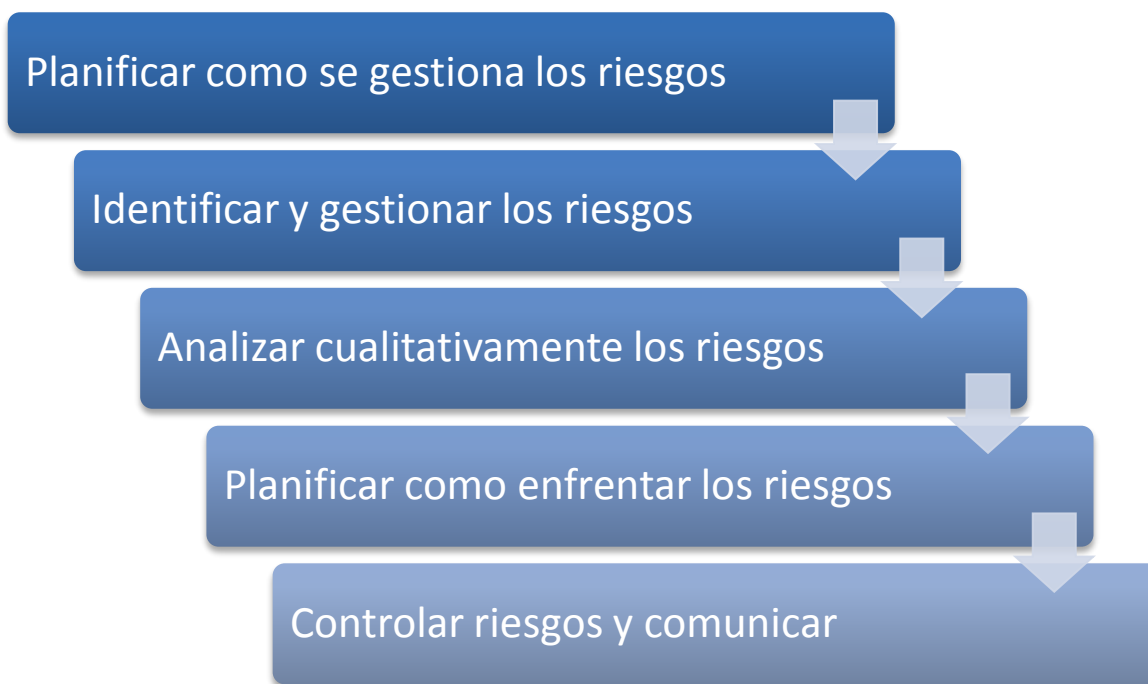 Planificar como se gestiona los riesgos
Identificar y gestionar los riesgos
Analizar cualitativamente los riesgos
Planificar como enfrentar los riesgos
Controlar riesgos y comunicar